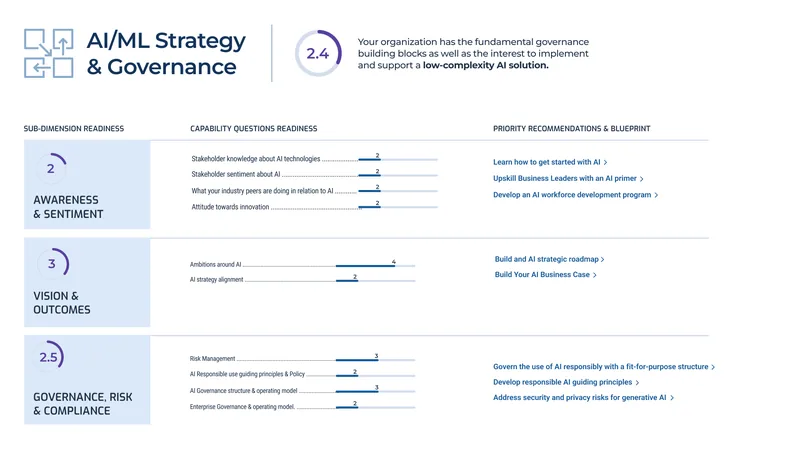 AI/ML Strategy
& Governance
2.4
Your organization has the fundamental governance
building blocks as well as the interest to implement
and support a low-complexity AI solution.
SUB-DIMENSION READINESS
CAPABILITY QUESTIONS READINESS
PRIORITY RECOMMENDATIONS & BLUEPRINT
2
AWARENESS
& SENTIMENT
Stakeholder knowledge about AI technologies 2
Stakeholder sentiment about AI 2
What your industry peers are doing in relation to AI 2
Attitude towards innovation 2
Learn how to get started with AI >
Upskill Business Leaders with an AI primer >
Develop an AI workforce development program >
3
VISION &
OUTCOMES
Ambitions around AI 4
AI strategy alignment 2
Build and AI strategic roadmap >
Build Your AI Business Case >
2.5
GOVERNANCE, RISK
& COMPLIANCE
Risk Management 3
AI Responsible use guiding principles & Policy 2
AI Governance structure & operating model 3
Enterprise Governance & operating model. 2
Govern the use of AI responsibly with a fit-for-purpose structure >
Develop responsible AI guiding principles >
Address security and privacy risks for generative AI >